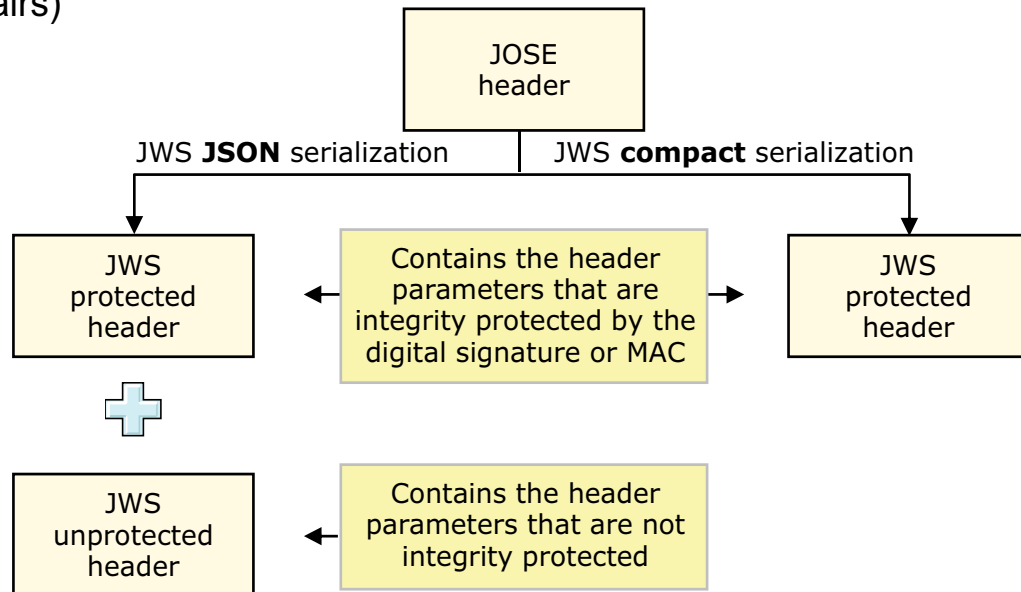 airs)
JOSE
header
JWS JSON serialization
JWS compact serialization
JWS
protected
header
Contains the header
parameters that are
integrity protected by the
digital signature or MAC
JWS
protected
header
JWS
unprotected
header
Contains the header
parameters that are not
integrity protected